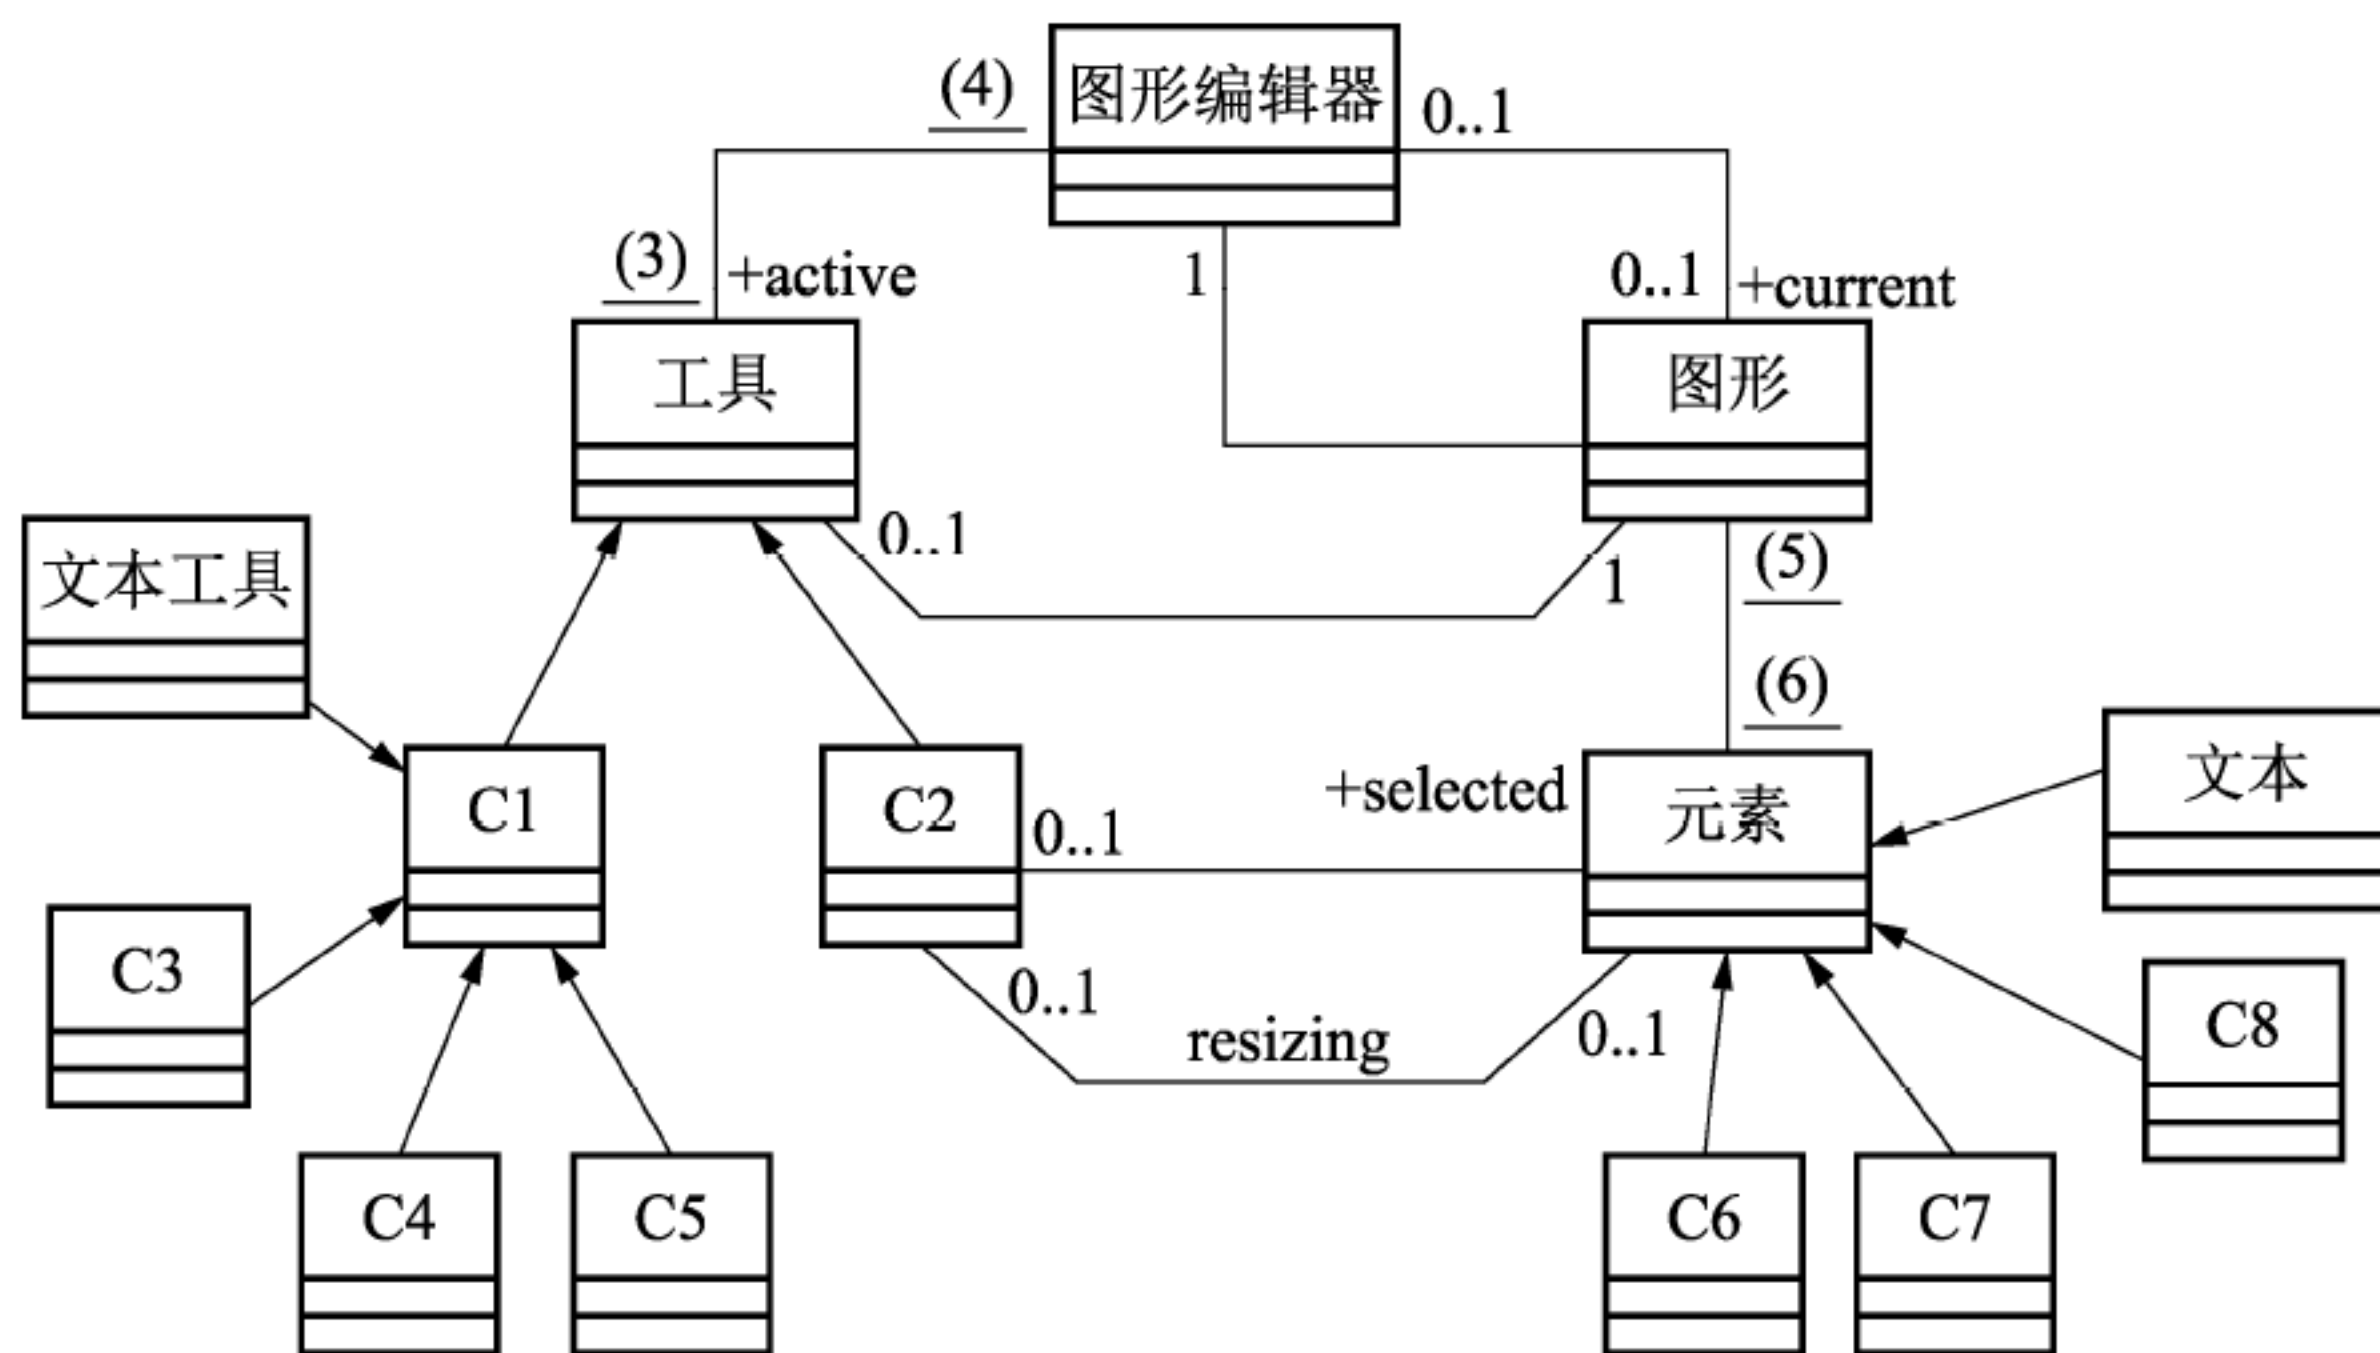 图形编辑器
(4)
0..1
(3)
+active
1
0..1
+current
工具
图形
文本工具
0..1
1
(5)
(6)
C1
C2
0..1
+selected
元素
文本
C3
0..1
resizing
0..1
C8
C4
C5
C6
C7